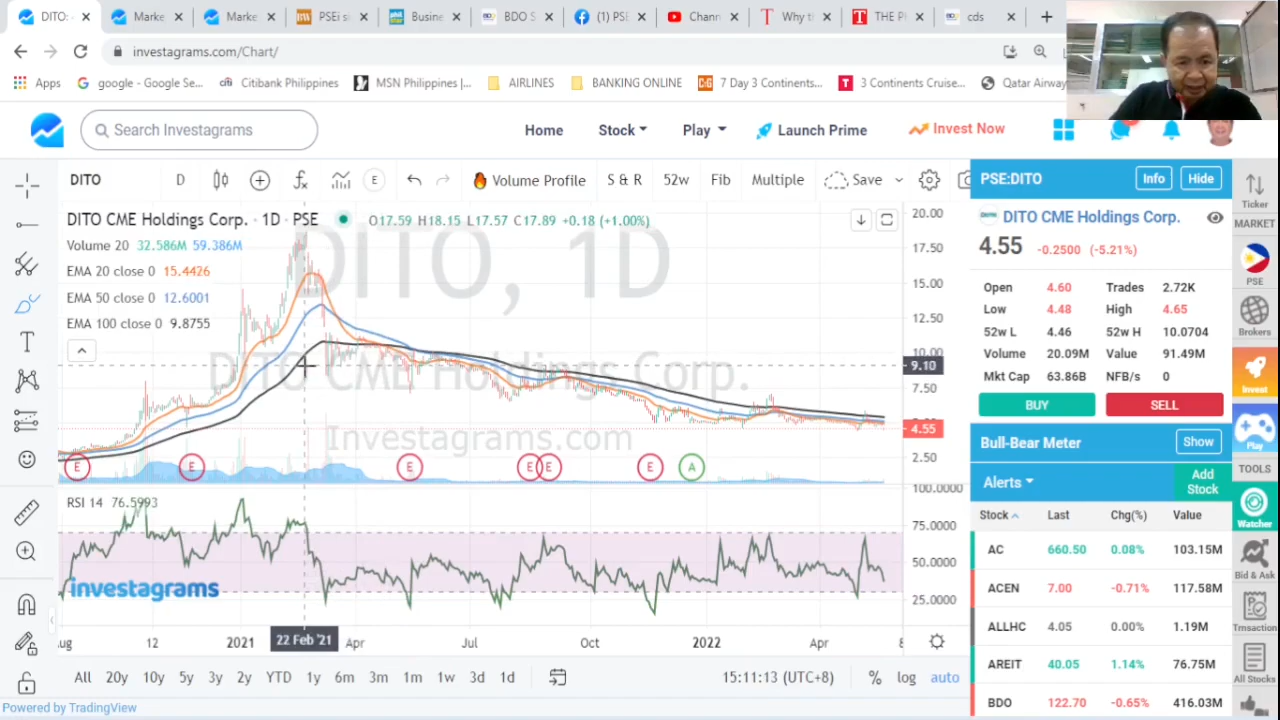 DITO:
Marke
Marke
PSEi si
Busine
BDO S
(1) PSE
Chann
Why ti
THE P
cds
investagrams.com/Chart/
Apps
google - Google Se...
Citibank Philippines
MSN Philippines |...
AIRLINES
BANKING ONLINE
7 Day 3 Continents...
3 Continents Cruise...
Qatar Airway
Search Investagrams
Home
Stock
Play
Launch Prime
Invest Now
DITO
D
E
Volume Profile
S & R
52w
Fib
Multiple
Save
DITO CME Holdings Corp. · 1D · PSE
O17.59 H18.15 L17.57 C17.89 +0.18 (+1.00%)
Volume 20 32.586M 59.386M
EMA 20 close 0 15.4426
EMA 50 close 0 12.6001
EMA 100 close 0 9.8755
DITO, 1D
DITO CME Holdings Corp.
Investagrams.com
20.00
17.50
15.00
12.50
10.00
9.10
7.50
4.55
2.50
E
E
E
E
E
E
A
RSI 14 76.5993
100.0000
75.0000
50.0000
25.0000
investagrams
12
2021
22 Feb '21
Apr
Jul
Oct
2022
Apr
All
20y
10y
5y
3y
2y
YTD
1y
6m
3m
1m
1w
3d
1d
15:11:13 (UTC+8)
%
log
auto
Powered by TradingView
PSE:DITO
Info
Hide
DITO CME Holdings Corp.
4.55 -0.2500 (-5.21%)
Open 4.60 Trades 2.72K
Low 4.48 High 4.65
52w L 4.46 52w H 10.0704
Volume 20.09M Value 91.49M
Mkt Cap 63.86B NFB/s 0
BUY
SELL
Bull-Bear Meter
Show
Alerts
Add Stock
Stock Last Chg(%) Value
AC 660.50 0.08% 103.15M
ACEN 7.00 -0.71% 117.58M
ALLHC 4.05 0.00% 1.19M
AREIT 40.05 1.14% 76.75M
BDO 122.70 -0.65% 416.03M
Ticker
MARKET
PSE
Brokers
Invest
Play
TOOLS
Watcher
Bid & Ask
Trnsaction
All Stocks